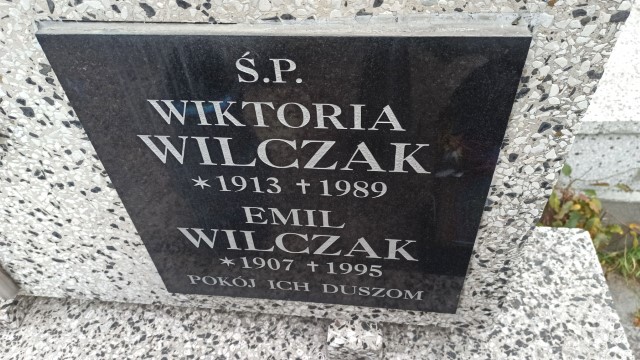 Ś.P.
WIKTORIA
WILCZAK
✶ 1913 ✝ 1989
EMIL
WILCZAK
✶ 1907 ✝ 1995
POKÓJ ICH DUSZOM